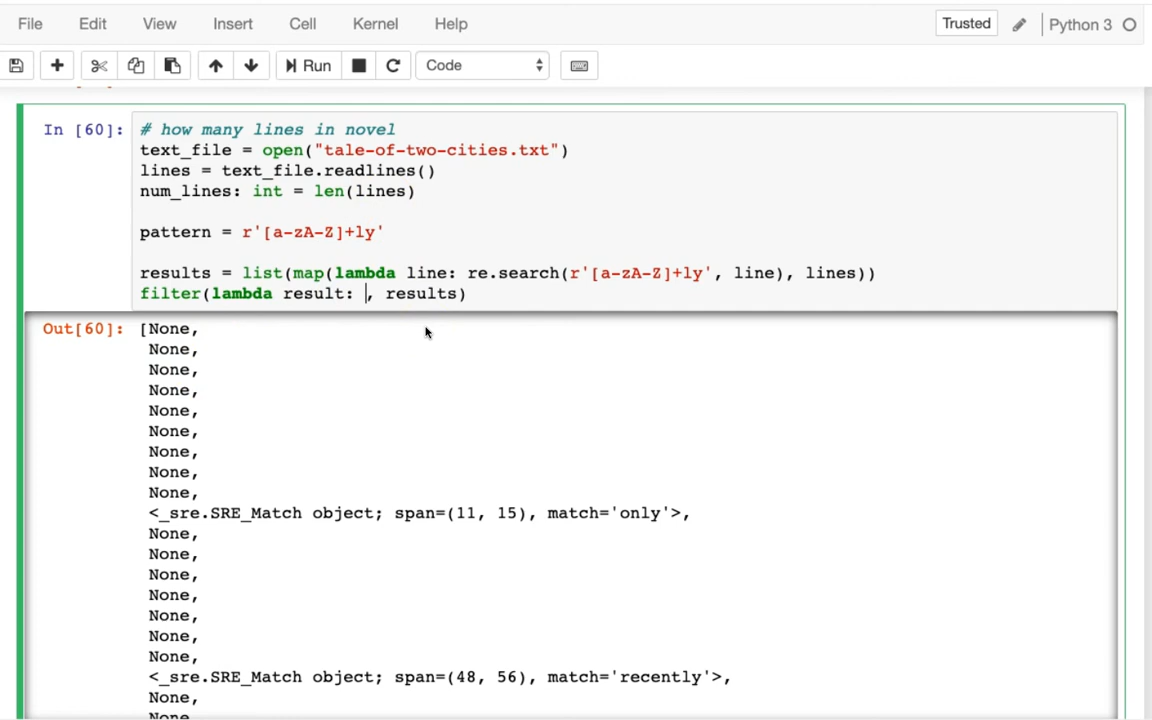 File Edit View Insert Cell Kernel Help Trusted Python 3
Run Code
In [60]: # how many lines in novel
text_file = open("tale-of-two-cities.txt")
lines = text_file.readlines()
num_lines: int = len(lines)
pattern = r'[a-zA-Z]+ly'
results = list(map(lambda line: re.search(r'[a-zA-Z]+ly', line), lines))
filter(lambda result: , results)
Out[60]: [None,
None,
None,
None,
None,
None,
None,
None,
None,
<_sre.SRE_Match object; span=(11, 15), match='only'>,
None,
None,
None,
None,
None,
None,
None,
<_sre.SRE_Match object; span=(48, 56), match='recently'>,
None,
None